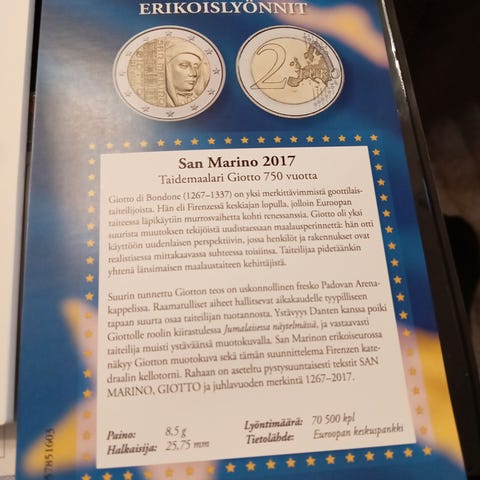 ERIKOISLYÖNNIT
2 EURO
San Marino 2017
Taidemaalari Giotto 750 vuotta
Giotto di Bondone (1267–1337) on yksi merkittävimmistä goottilais-
taiteilijoista. Hän eli Firenzessä keskiajan lopulla, jolloin Euroopan
taiteessa läpikäytiin murrosvaihetta kohti renessanssia. Giotto oli yksi
suurista muutoksen tekijöistä uudistaessaan maalausperinnettä: hän otti
käyttöön uudenlaisen perspektiivin, jossa henkilöt ja rakennukset ovat
realistisessa mittakaavassa suhteessa toisiinsa. Taiteilijaa pidetäänkin
yhtenä länsimaisen maalaustaiteen kehittäjistä.
Suurin tunnettu Giotton teos on uskonnollinen fresko Padovan Arena-
kappelissa. Raamatulliset aiheet hallitsevat aikakaudelle tyypilliseen
tapaan suurta osaa taiteilijan tuotannosta. Ystävyys Danten kanssa poiki
Giottolle roolin kiirastulessa Jumalaisessa näytelmässä, ja vastaavasti
taiteilija muisti ystäväänsä muotokuvalla. San Marinon erikoiseurossa
näkyy Giotton muotokuva sekä tämän suunnittelema Firenzen kate-
draalin kellotorni. Rahaan on aseteltu pystysuuntaisesti tekstit SAN
MARINO, GIOTTO ja juhlavuoden merkintä 1267–2017.
Paino: 8,5 g Lyöntimäärä: 70 500 kpl
Halkaisija: 25,75 mm Tietolähde: Euroopan keskuspankki